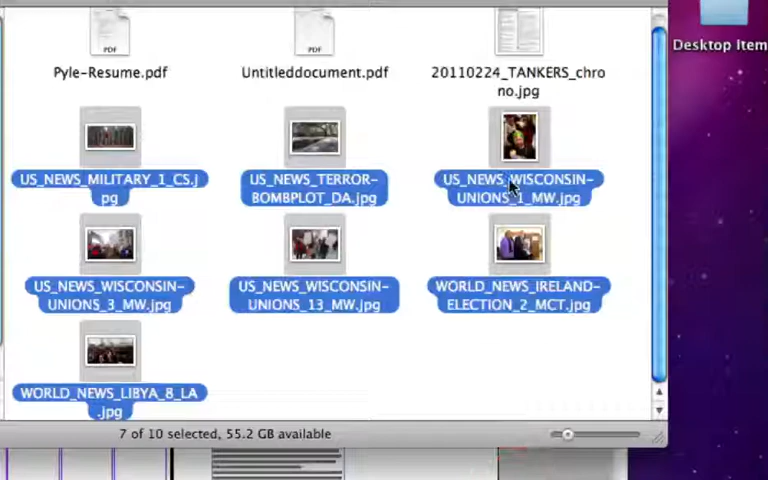 Desktop Item
PDF
PDF
Pyle-Resume.pdf
Untitleddocument.pdf
20110224_TANKERS_chro
no.jpg
US_NEWS_MILITARY_1_CS.j
pg
US_NEWS_TERROR-
BOMBPLOT_DA.jpg
US_NEWS_WISCONSIN-
UNIONS_1_MW.jpg
US_NEWS_WISCONSIN-
UNIONS_3_MW.jpg
US_NEWS_WISCONSIN-
UNIONS_13_MW.jpg
WORLD_NEWS_IRELAND-
ELECTION_2_MCT.jpg
WORLD_NEWS_LIBYA_8_LA
.jpg
7 of 10 selected, 55.2 GB available